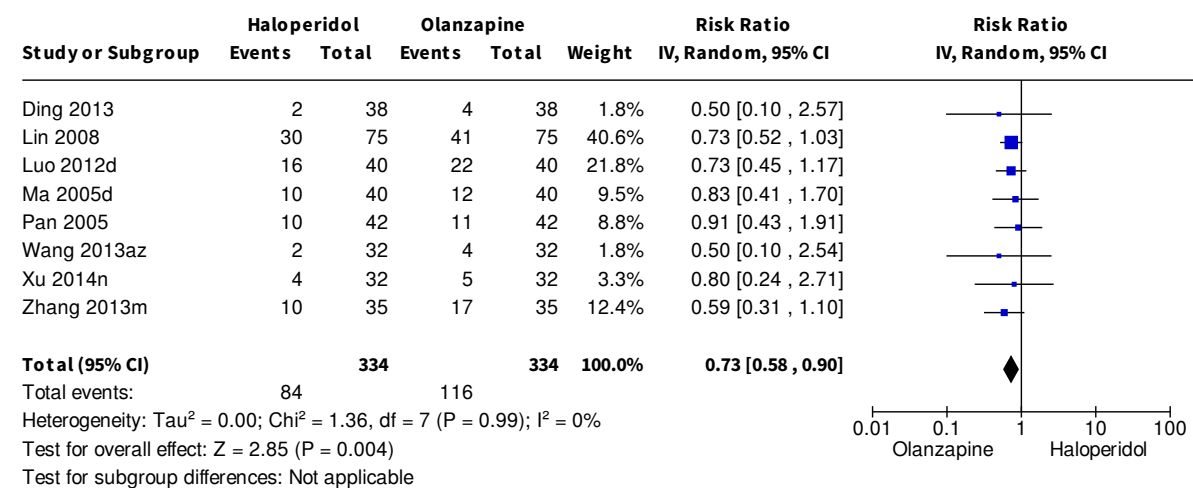 Haloperidol Olanzapine Risk Ratio Risk Ratio
Study or Subgroup Events Total Events Total Weight IV, Random, 95% CI IV, Random, 95% CI
Ding 2013 2 38 4 38 1.8% 0.50 [0.10 , 2.57]
Lin 2008 30 75 41 75 40.6% 0.73 [0.52 , 1.03]
Luo 2012d 16 40 22 40 21.8% 0.73 [0.45 , 1.17]
Ma 2005d 10 40 12 40 9.5% 0.83 [0.41 , 1.70]
Pan 2005 10 42 11 42 8.8% 0.91 [0.43 , 1.91]
Wang 2013az 2 32 4 32 1.8% 0.50 [0.10 , 2.54]
Xu 2014n 4 32 5 32 3.3% 0.80 [0.24 , 2.71]
Zhang 2013m 10 35 17 35 12.4% 0.59 [0.31 , 1.10]
Total (95% CI) 334 334 100.0% 0.73 [0.58 , 0.90]
Total events: 84 116
Heterogeneity: Tau² = 0.00; Chi² = 1.36, df = 7 (P = 0.99); I² = 0%
Test for overall effect: Z = 2.85 (P = 0.004)
Test for subgroup differences: Not applicable
0.01 0.1 1 10 100
Olanzapine Haloperidol